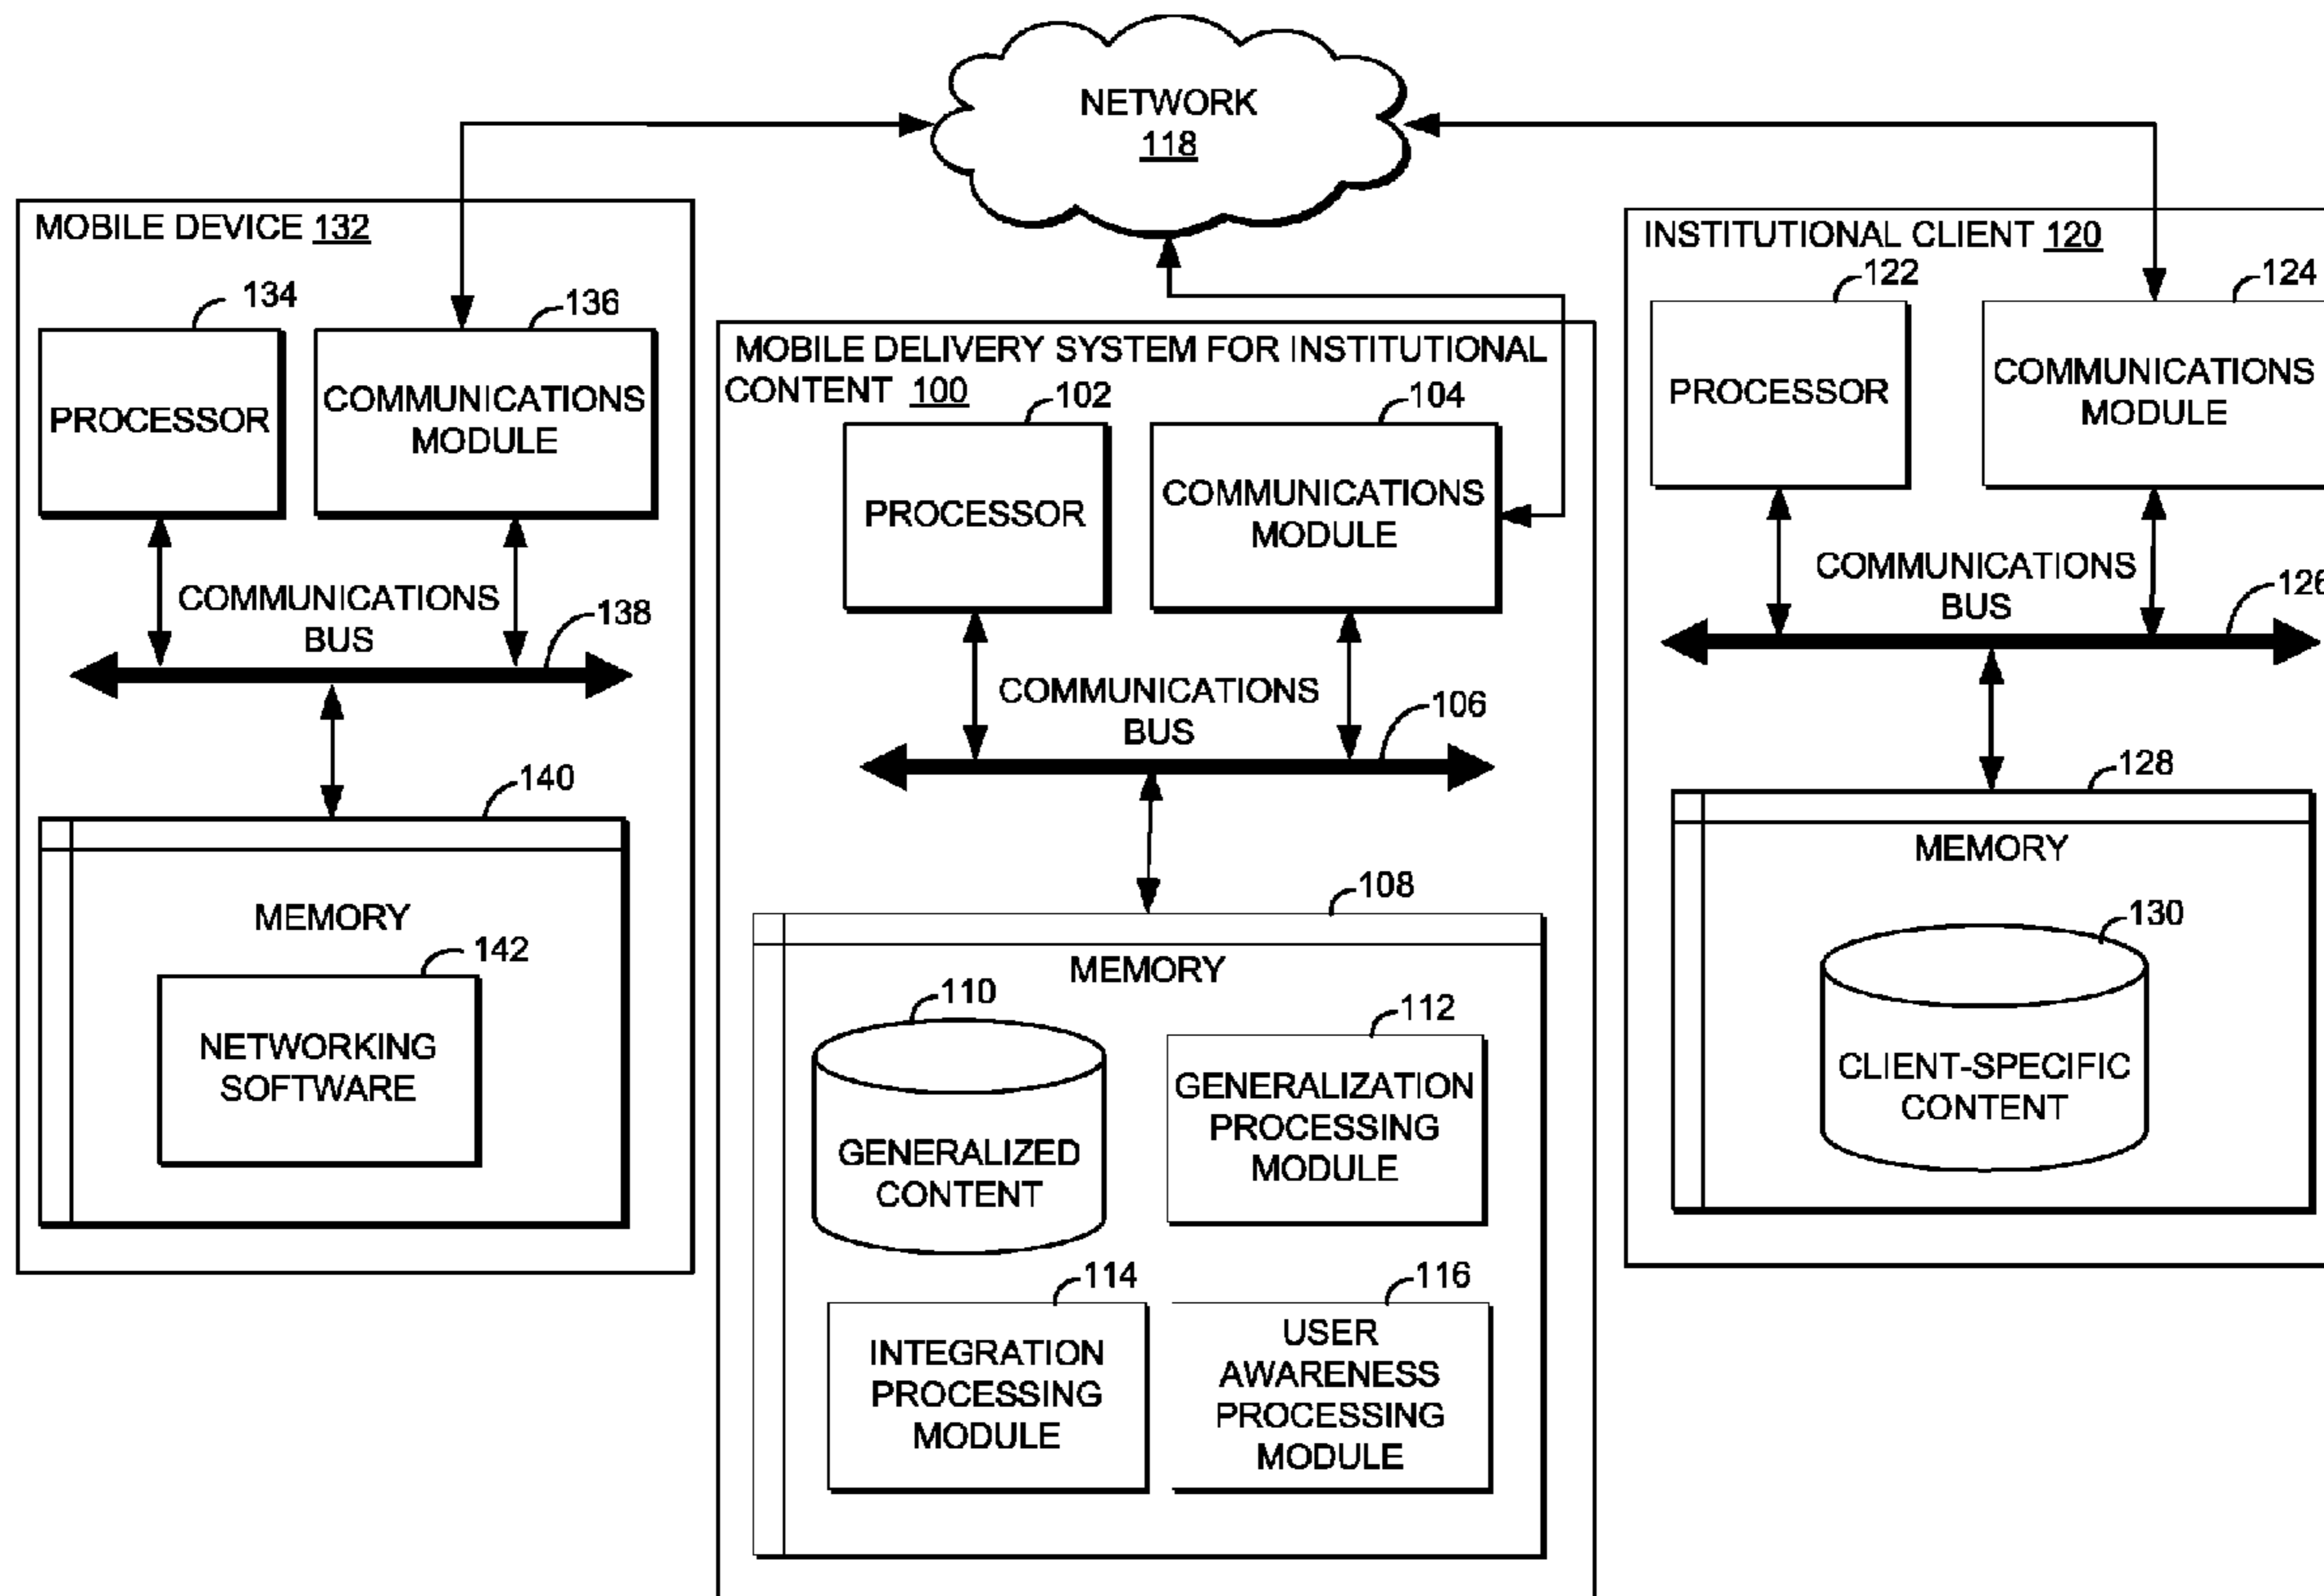 NETWORK
118
MOBILE DEVICE 132
134
136
PROCESSOR
COMMUNICATIONS
MODULE
COMMUNICATIONS
BUS
138
140
MEMORY
142
NETWORKING
SOFTWARE
MOBILE DELIVERY SYSTEM FOR INSTITUTIONAL
CONTENT 100
102
104
PROCESSOR
COMMUNICATIONS
MODULE
COMMUNICATIONS
BUS
106
108
MEMORY
110
112
GENERALIZED
CONTENT
GENERALIZATION
PROCESSING
MODULE
114
116
INTEGRATION
PROCESSING
MODULE
USER
AWARENESS
PROCESSING
MODULE
INSTITUTIONAL CLIENT 120
122
124
PROCESSOR
COMMUNICATIONS
MODULE
COMMUNICATIONS
BUS
126
128
MEMORY
130
CLIENT-SPECIFIC
CONTENT